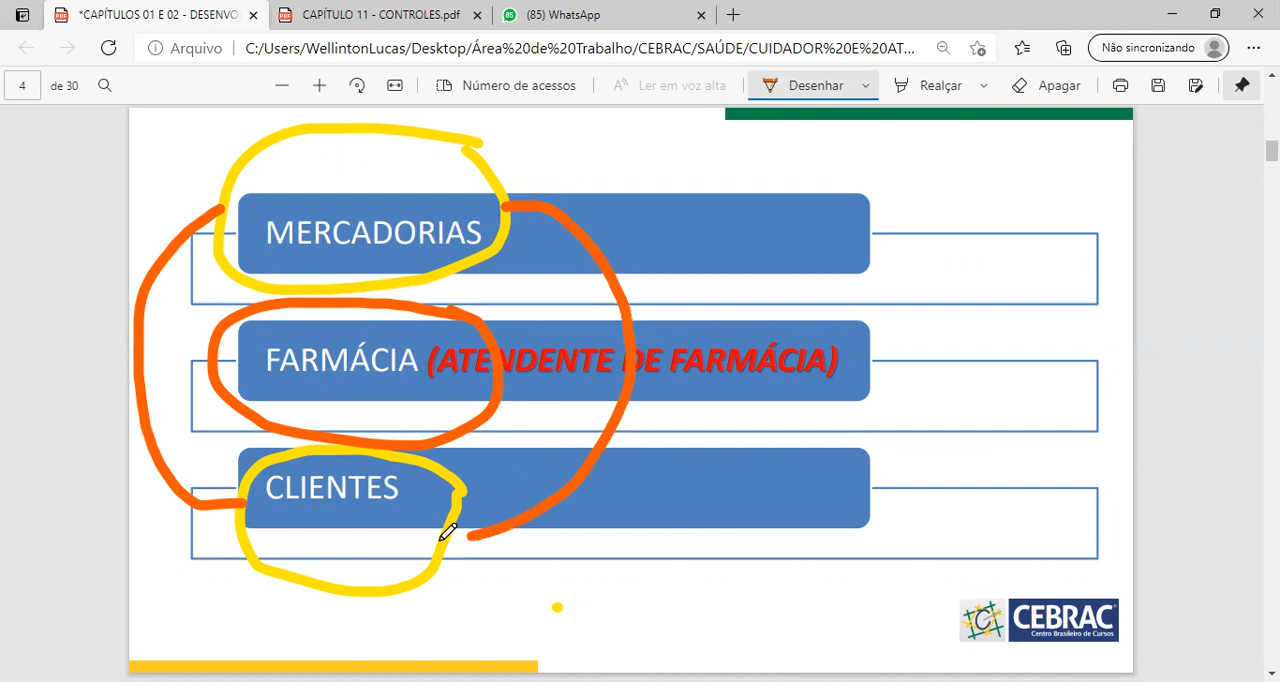 *CAPÍTULOS 01 E 02 - DESENVO
CAPÍTULO 11 - CONTROLES.pdf
(85) WhatsApp
Arquivo
C:/Users/WellintonLucas/Desktop/Área%20de%20Trabalho/CEBRAC/SAÚDE/CUIDADOR%20E%20AT...
Não sincronizando
4
de 30
Número de acessos
Ler em voz alta
Desenhar
Realçar
Apagar
MERCADORIAS
FARMÁCIA (ATENDENTE DE FARMÁCIA)
CLIENTES
CEBRAC
Centro Brasileiro de Cursos